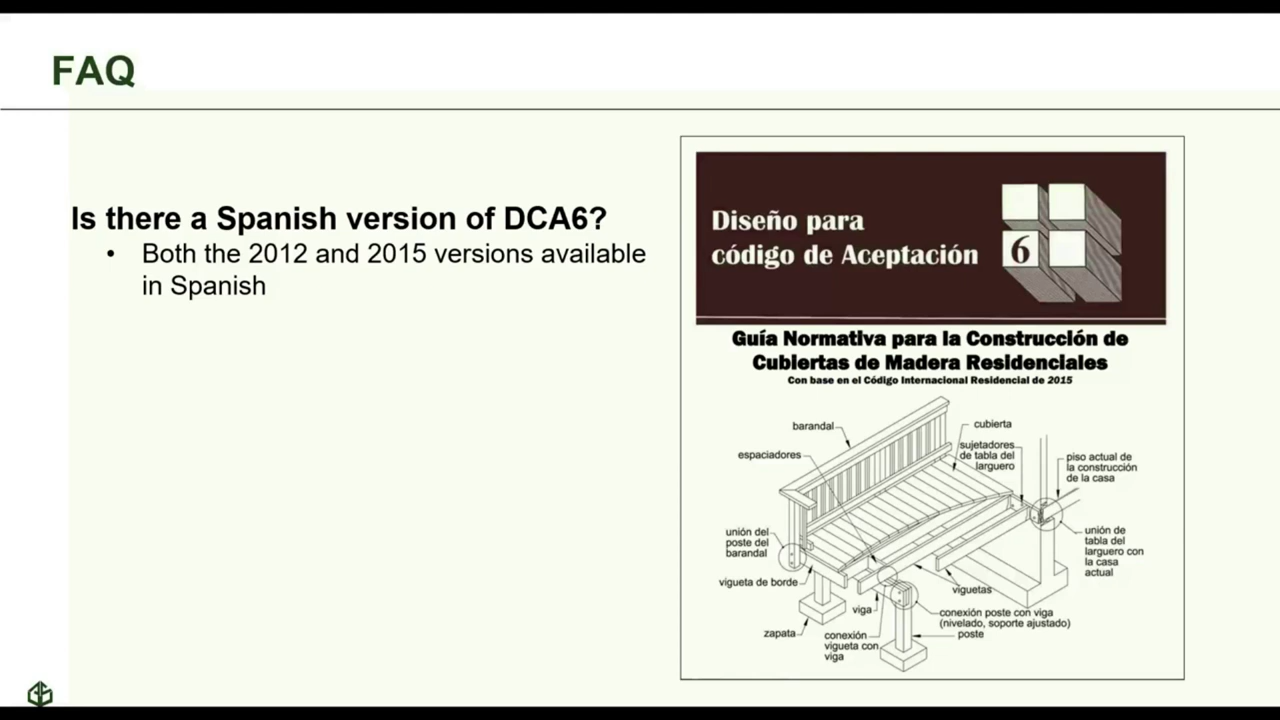 FAQ
Is there a Spanish version of DCA6?
• Both the 2012 and 2015 versions available
in Spanish
Diseño para
código de Aceptación
6
Guía Normativa para la Construcción de
Cubiertas de Madera Residenciales
Con base en el Código Internacional Residencial de 2015
barandal
cubierta
espaciadores
sujetadores
de tabla del
larguero
piso actual de
la construcción
de la casa
unión del
poste del
barandal
unión de
tabla del
larguero con
la casa
actual
vigueta de borde
viguetas
viga
conexión poste con viga
(nivelado, soporte ajustado)
zapata
conexión
vigueta con
viga
poste